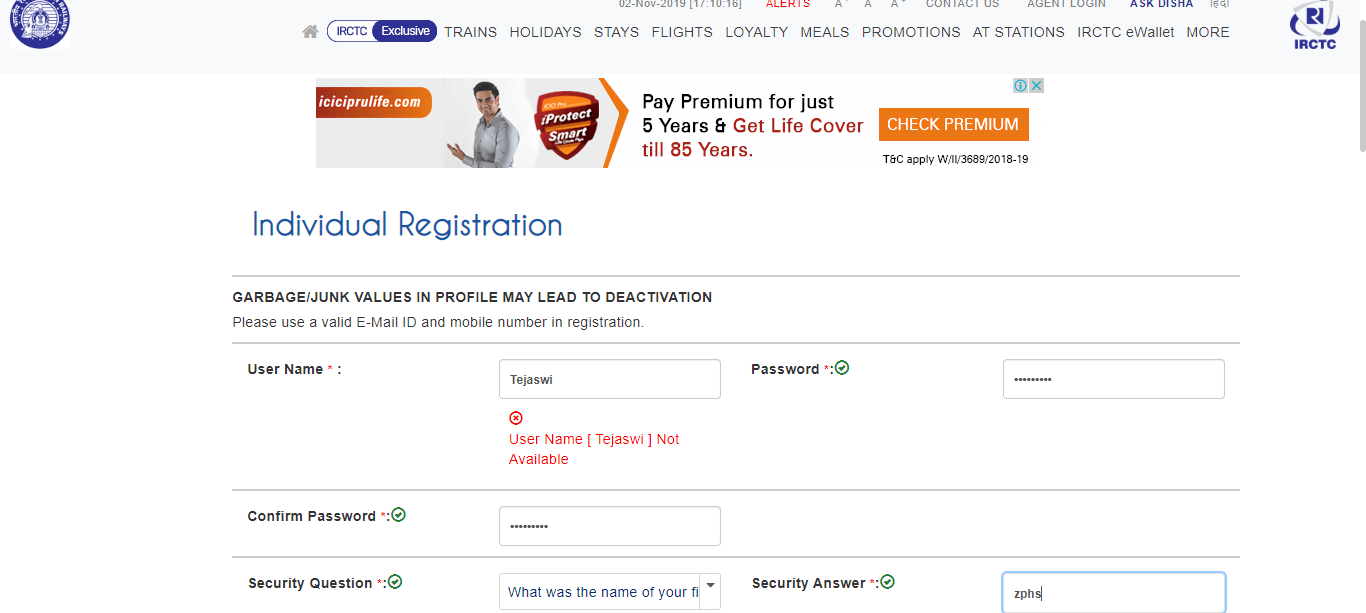 02-Nov-2019 [17:10:16] ALERTS A A A CONTACT US AGENT LOGIN ASK DISHA हिंदी
IRCTC Exclusive TRAINS HOLIDAYS STAYS FLIGHTS LOYALTY MEALS PROMOTIONS AT STATIONS IRCTC eWallet MORE
IRCTC
iciciprulife.com
iProtect
Smart
Pay Premium for just
5 Years & Get Life Cover
till 85 Years.
CHECK PREMIUM
T&C apply W/II/3689/2018-19
Individual Registration
GARBAGE/JUNK VALUES IN PROFILE MAY LEAD TO DEACTIVATION
Please use a valid E-Mail ID and mobile number in registration.
User Name * : Tejaswi Password *: •••••••••
User Name [ Tejaswi ] Not
Available
Confirm Password *: •••••••••
Security Question *: What was the name of your fi Security Answer *: zphs